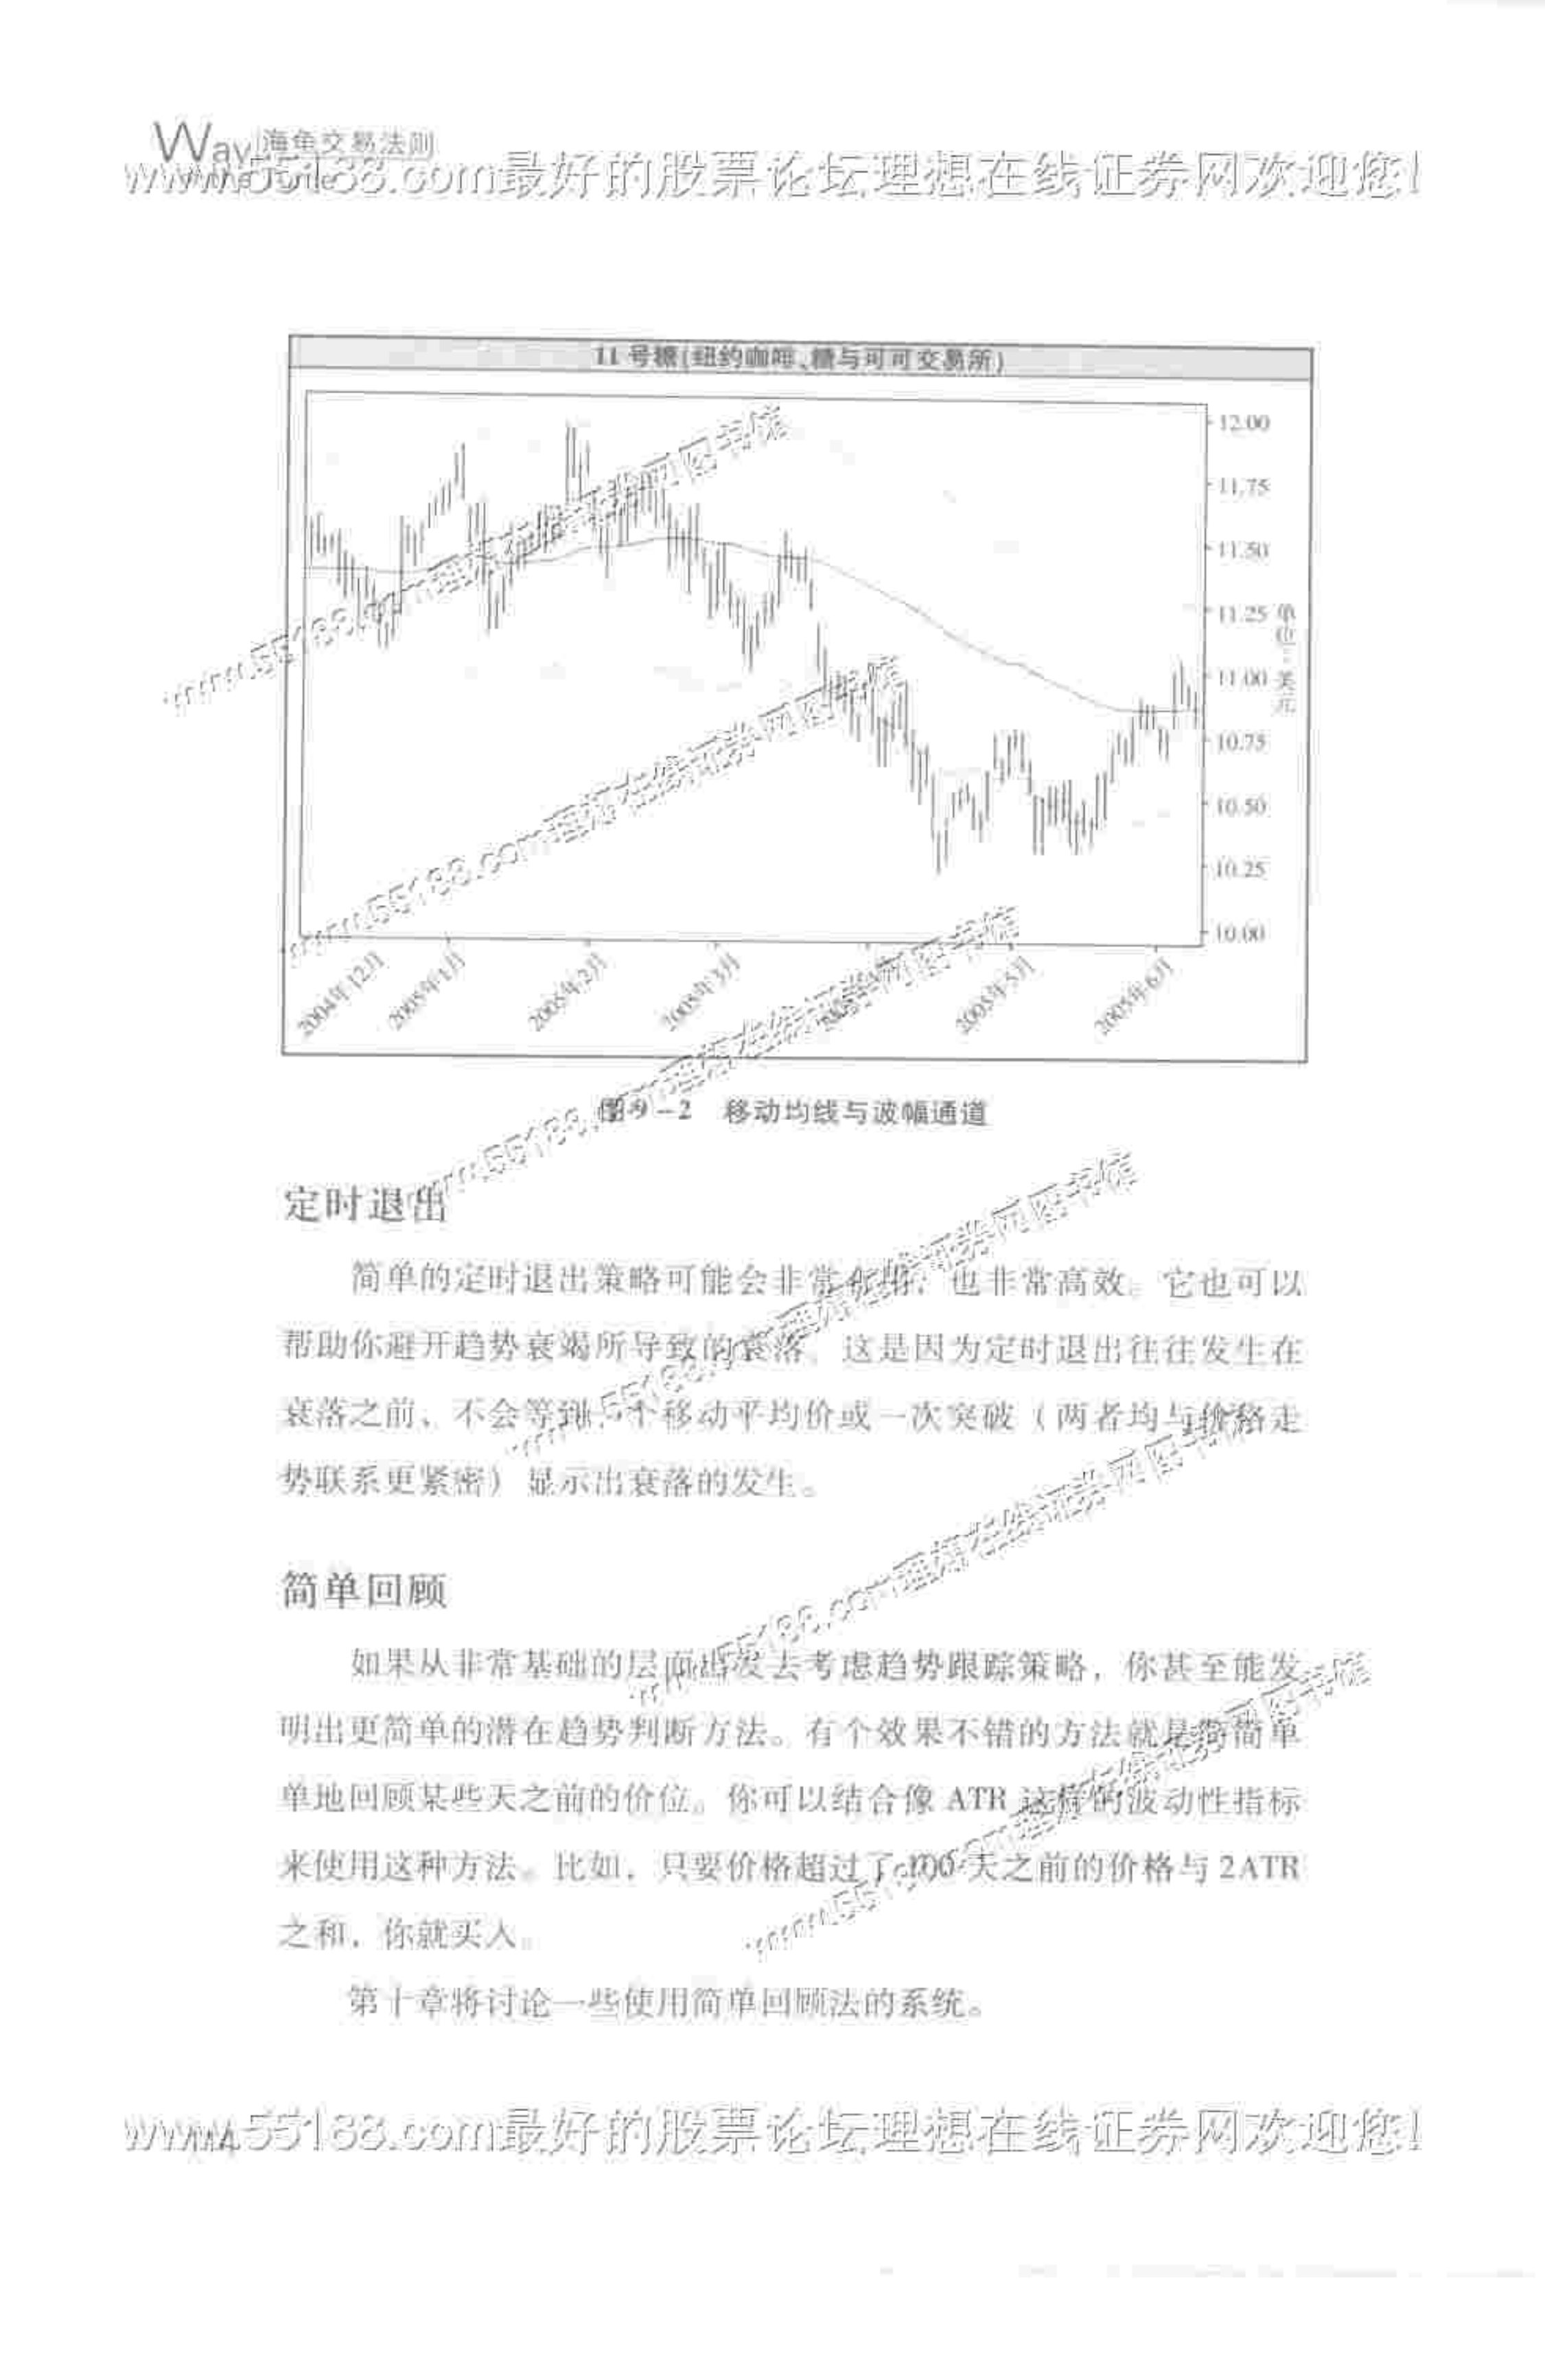 Way 海龟交易法则
www.55188.com最好的股票论坛理想在线证券网欢迎您!
11号糖(纽约咖啡、糖与可可交易所)
12.00
11.75
11.50
11.25
11.00
10.75
10.50
10.25
10.00
单位:美元
2004年12月 2005年1月 2005年2月 2005年3月 2005年5月 2005年6月
图9-2 移动均线与波幅通道
定时退出
简单的定时退出策略可能会非常有用,也非常高效。它也可以
帮助你避开趋势衰竭所导致的衰落。这是因为定时退出往往发生在
衰落之前,不会等到一个移动平均价或一次突破(两者均与价格走
势联系更紧密)显示出衰落的发生。
简单回顾
如果从非常基础的层面出发去考虑趋势跟踪策略,你甚至能发
明出更简单的潜在趋势判断方法。有个效果不错的方法就是简简单
单地回顾某些天之前的价位。你可以结合像 ATR 这样的波动性指标
来使用这种方法。比如,只要价格超过了 100 天之前的价格与 2ATR
之和,你就买入。
第十章将讨论一些使用简单回顾法的系统。
www.55188.com最好的股票论坛理想在线证券网欢迎您!